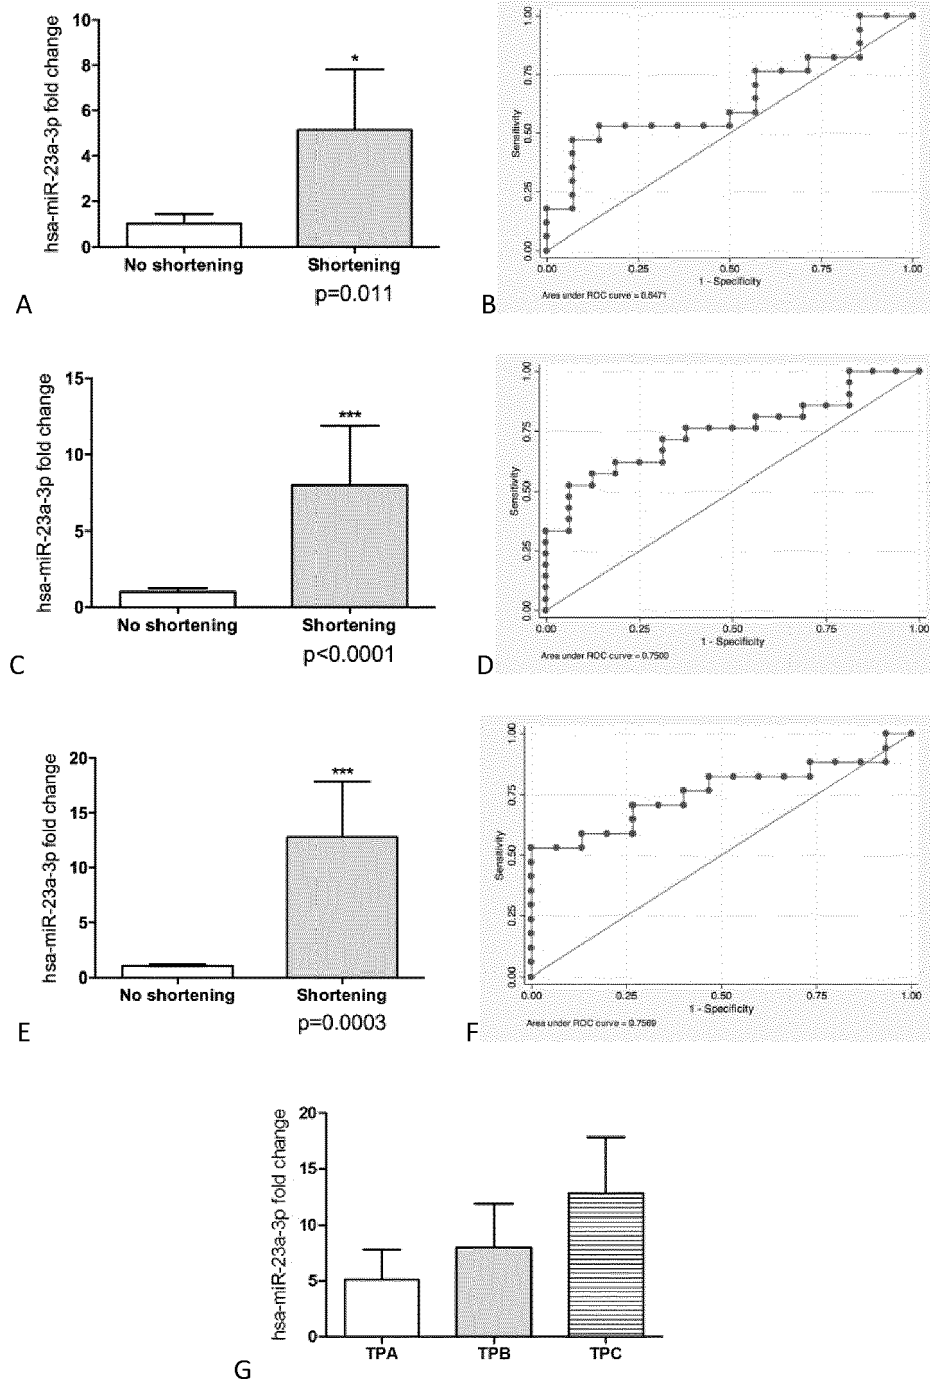 hsa-miR-23a-3p fold change
10
8
6
4
2
0
*
No shortening
Shortening
p=0.011
A
Sensitivity
1.00
0.75
0.50
0.25
0.00
0.00
0.25
0.50
0.75
1.00
1 - Specificity
Area under ROC curve = 0.6471
B
hsa-miR-23a-3p fold change
15
10
5
0
***
No shortening
Shortening
p<0.0001
C
Sensitivity
1.00
0.75
0.50
0.25
0.00
0.00
0.25
0.50
0.75
1.00
1 - Specificity
Area under ROC curve = 0.7500
D
hsa-miR-23a-3p fold change
20
15
10
5
0
***
No shortening
Shortening
p=0.0003
E
Sensitivity
1.00
0.75
0.50
0.25
0.00
0.00
0.25
0.50
0.75
1.00
1 - Specificity
Area under ROC curve = 0.7569
F
hsa-miR-23a-3p fold change
20
15
10
5
0
TPA
TPB
TPC
G